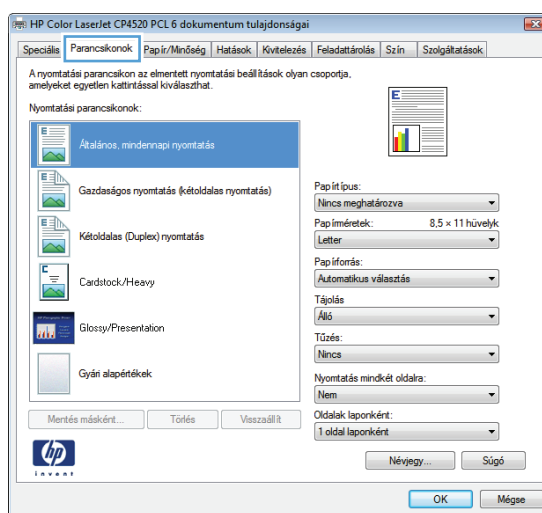 HP Color LaserJet CP4520 PCL 6 dokumentum tulajdonságai
Speciális Parancsikonok Papír/Minőség Hatások Kivitelezés Feladattárolás Szín Szolgáltatások
A nyomtatási parancsikon az elmentett nyomtatási beállítások olyan csoportja,
amelyeket egyetlen kattintással kiválaszthat.
Nyomtatási parancsikonok:
Általános, mindennapi nyomtatás
Gazdaságos nyomtatás (kétoldalas nyomtatás)
Kétoldalas (Duplex) nyomtatás
Cardstock/Heavy
Glossy/Presentation
Gyári alapértékek
Mentés másként... Törlés Visszaállít
Papírtípus:
Nincs meghatározva
Papírméretek: 8,5 × 11 hüvelyk
Letter
Papírforrás:
Automatikus választás
Tájolás:
Álló
Tűzés:
Nincs
Nyomtatás mindkét oldalra:
Nem
Oldalak laponként:
1 oldal laponként
hp
invent
Névjegy... Súgó
OK Mégse